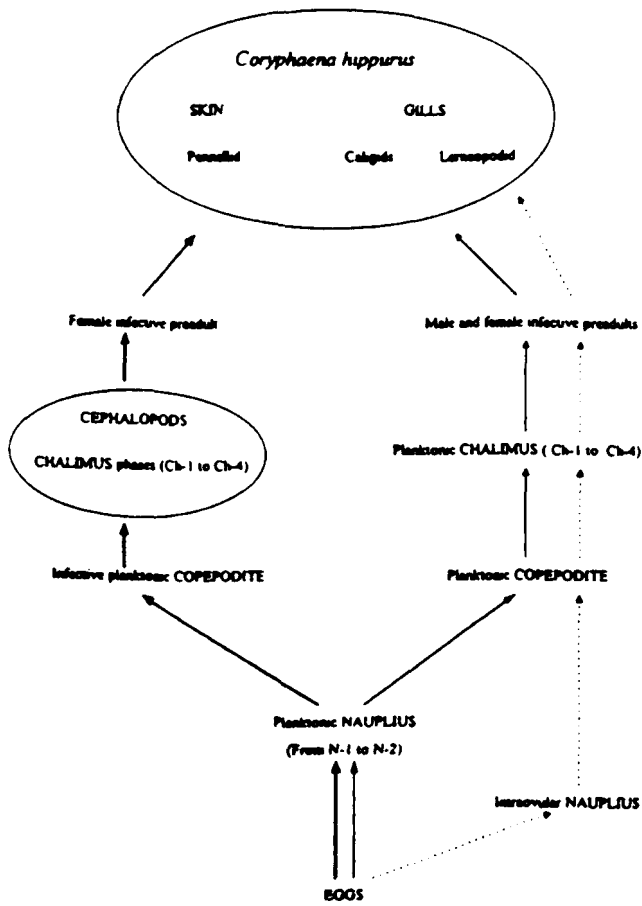 Coryphaena hippurus
SKIN GILLS
Pennellid Caligids Lerneopodid
Female infective preadult
Male and female infective preadults
CEPHALOPODS
CHALIMUS phases (Ch-1 to Ch-4)
Planktonic CHALIMUS (Ch-1 to Ch-4)
Infective planktonic COPEPODITE
Planktonic COPEPODITE
Planktonic NAUPLIUS
(From N-1 to N-2)
Intraovular NAUPLIUS
EGGS